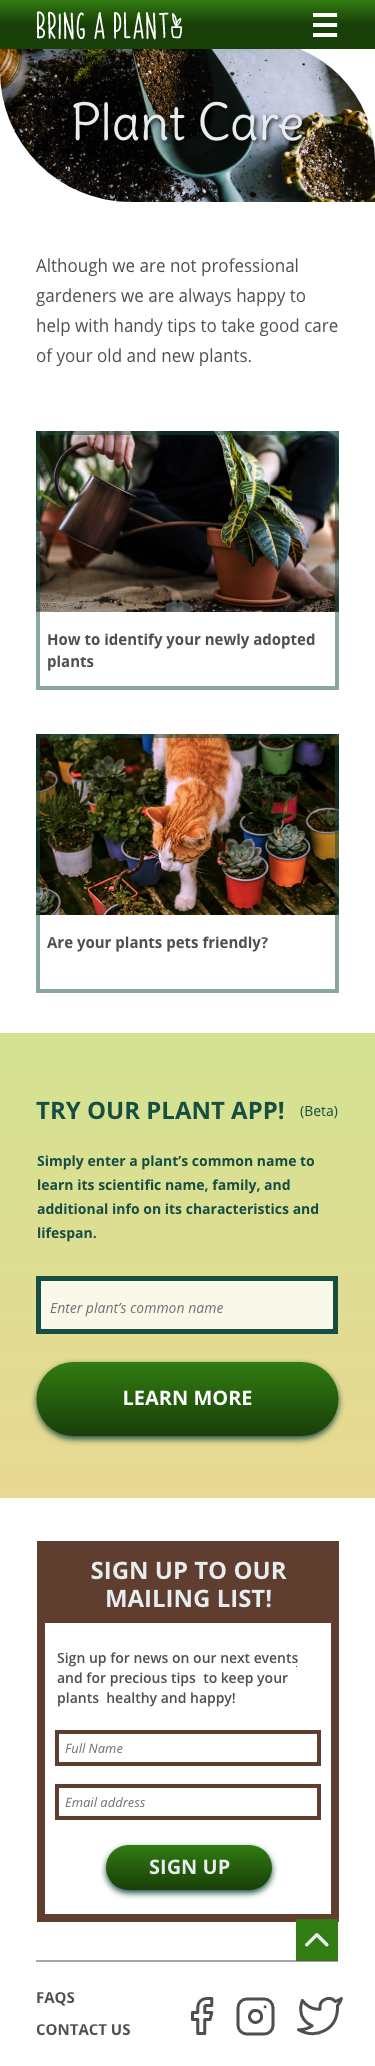 BRING A PLANT
Plant Care
Although we are not professional
gardeners we are always happy to
help with handy tips to take good care
of your old and new plants.
How to identify your newly adopted
plants
Are your plants pets friendly?
TRY OUR PLANT APP! (Beta)
Simply enter a plant’s common name to
learn its scientific name, family, and
additional info on its characteristics and
lifespan.
Enter plant’s common name
LEARN MORE
SIGN UP TO OUR
MAILING LIST!
Sign up for news on our next events
and for precious tips  to keep your
plants  healthy and happy!
Full Name
Email address
SIGN UP
FAQS
CONTACT US